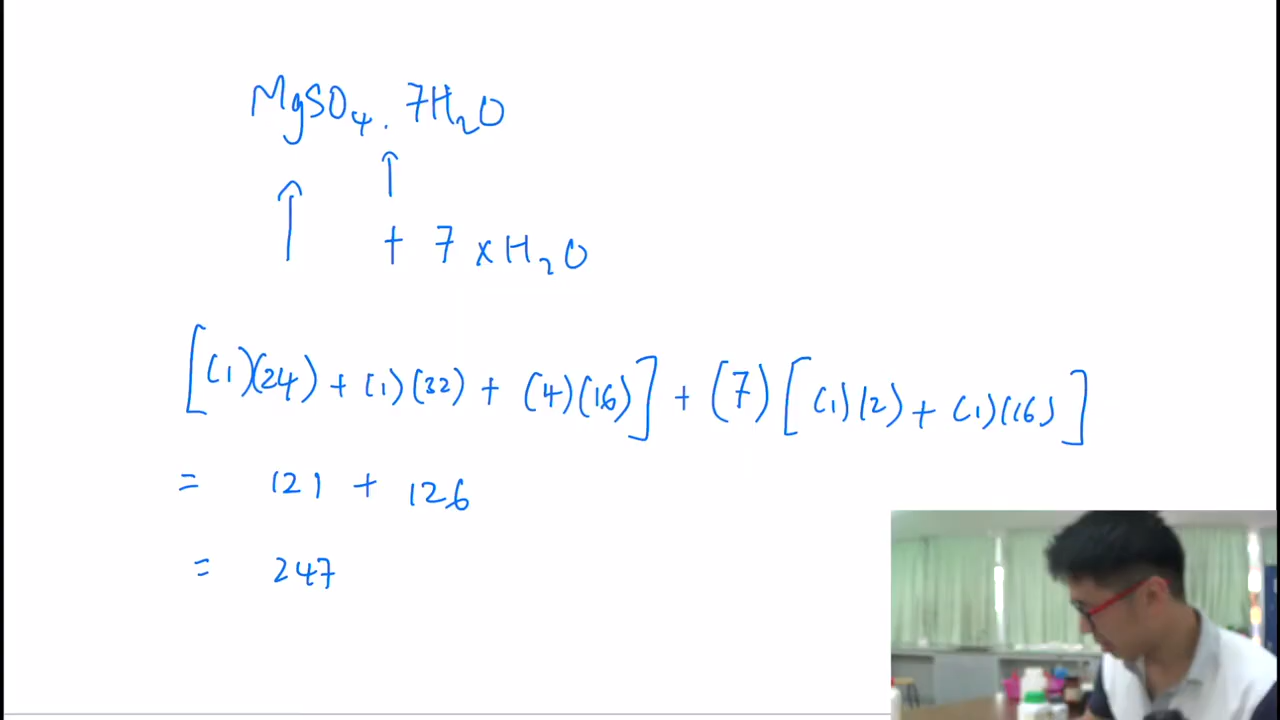 MgSO₄.7H₂O
+ 7 x H₂O
[(1)(24) + (1)(32) + (4)(16)] + (7)[(1)(2) + (1)(16)]
= 121 + 126
= 247